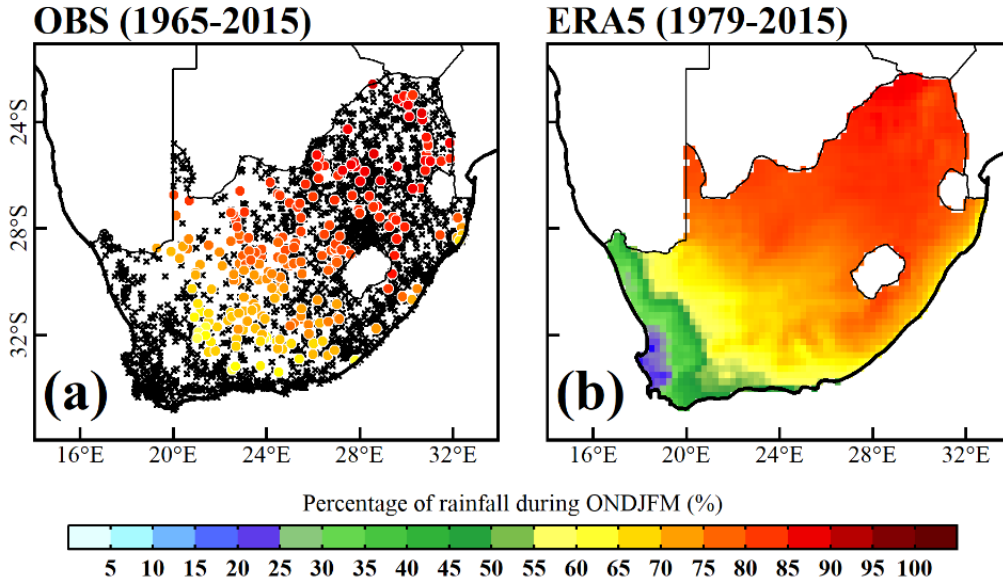 OBS (1965-2015) ERA5 (1979-2015)
24°S
28°S
32°S
(a) (b)
16°E 20°E 24°E 28°E 32°E 16°E 20°E 24°E 28°E 32°E
Percentage of rainfall during ONDJFM (%)
5 10 15 20 25 30 35 40 45 50 55 60 65 70 75 80 85 90 95 100